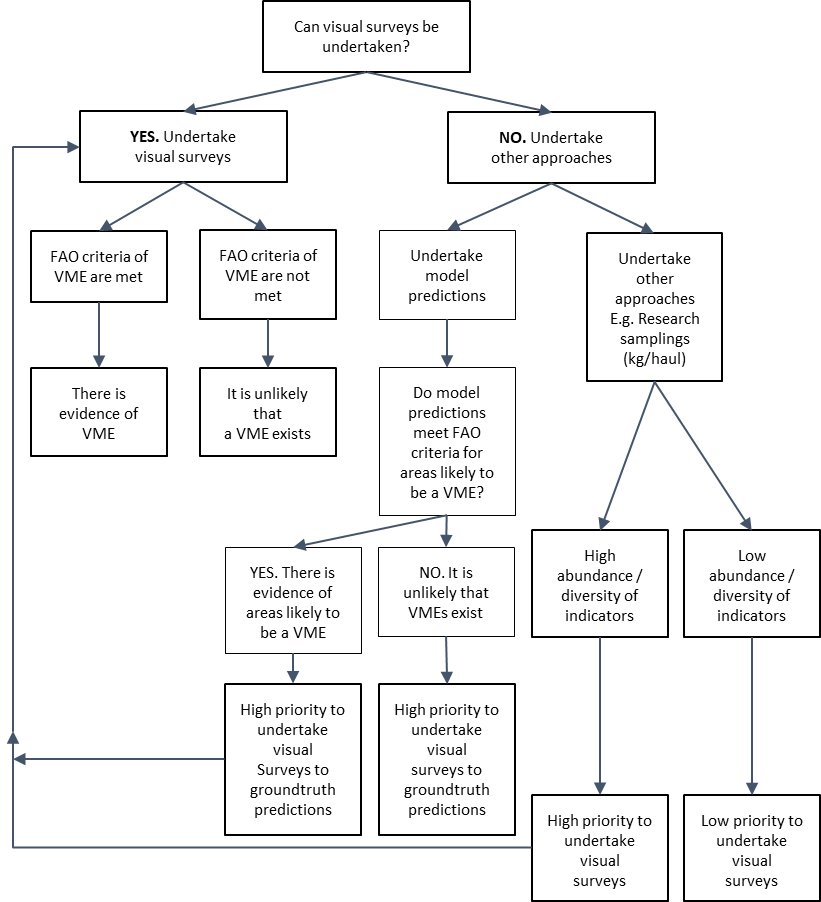 Can visual surveys be
undertaken?
YES. Undertake
visual surveys
NO. Undertake
other approaches
FAO criteria of
VME are met
FAO criteria of
VME are not
met
Undertake
model
predictions
Undertake
other
approaches
E.g. Research
samplings
(kg/haul)
There is
evidence of
VME
It is unlikely
that
a VME exists
Do model
predictions
meet FAO
criteria for
areas likely to
be a VME?
YES. There is
evidence of
areas likely to
be a VME
NO. It is
unlikely that
VMEs exist
High
abundance /
diversity of
indicators
Low
abundance /
diversity of
indicators
High priority to
undertake
visual
Surveys to
groundtruth
predictions
High priority to
undertake
visual
surveys to
groundtruth
predictions
High priority to
undertake
visual
surveys
Low priority to
undertake
visual
surveys